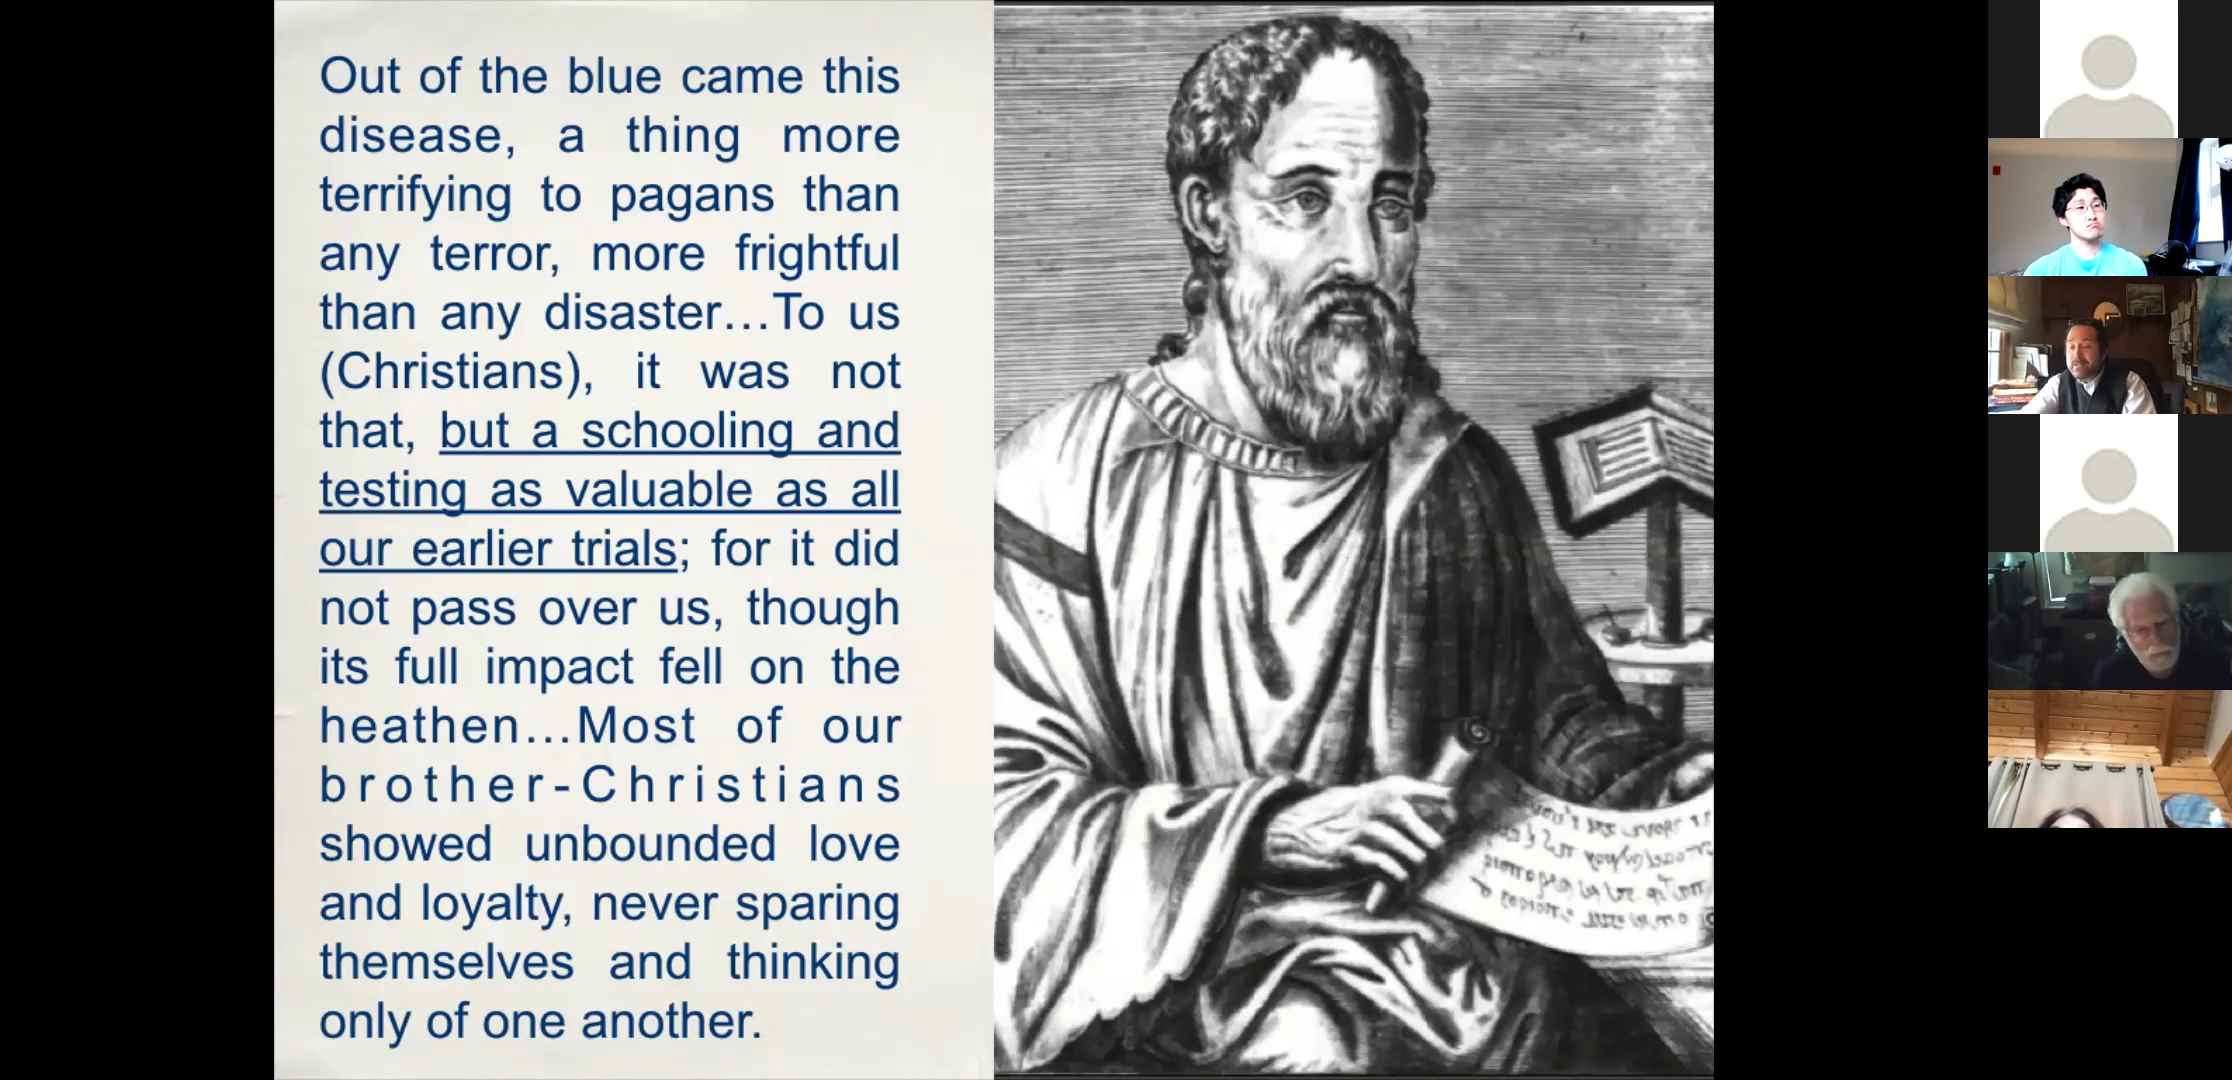 Out of the blue came this
disease, a thing more
terrifying to pagans than
any terror, more frightful
than any disaster…To us
(Christians), it was not
that, but a schooling and
testing as valuable as all
our earlier trials; for it did
not pass over us, though
its full impact fell on the
heathen…Most of our
brother-Christians
showed unbounded love
and loyalty, never sparing
themselves and thinking
only of one another.